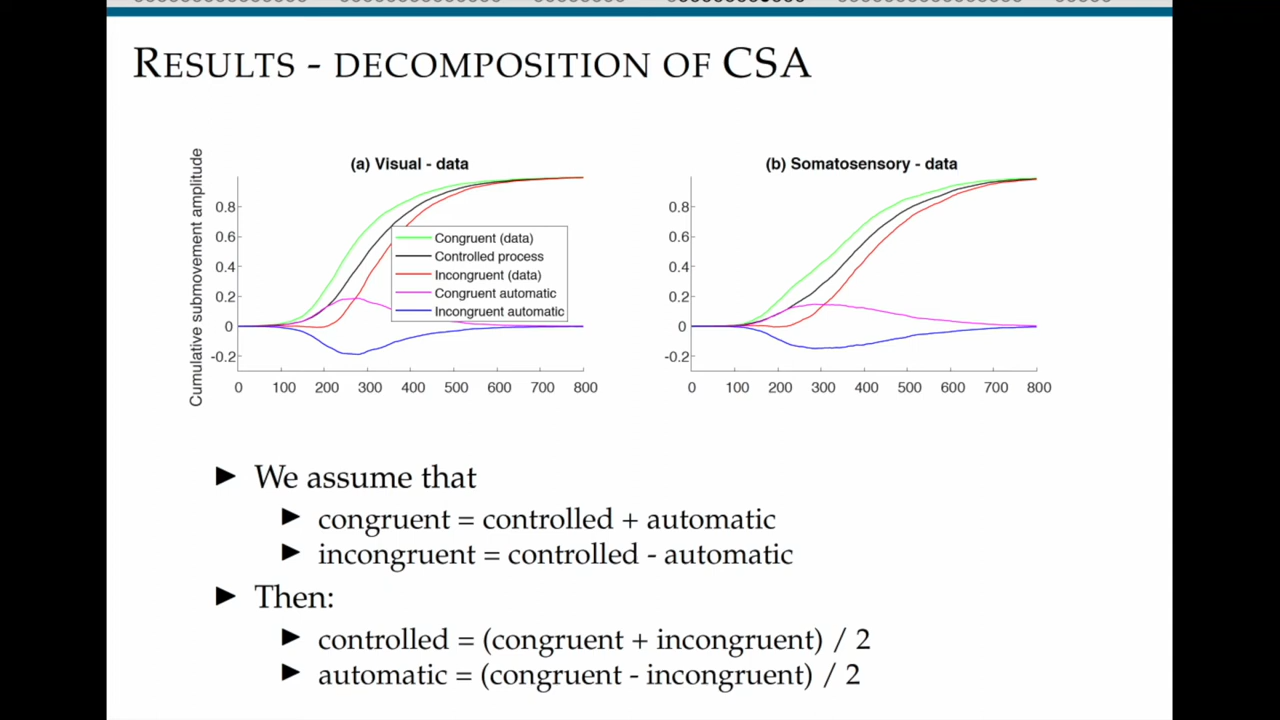 RESULTS - DECOMPOSITION OF CSA
Cumulative submovement amplitude
(a) Visual - data
0.8
0.6
0.4
0.2
0
-0.2
0 100 200 300 400 500 600 700 800
Congruent (data)
Controlled process
Incongruent (data)
Congruent automatic
Incongruent automatic
(b) Somatosensory - data
0.8
0.6
0.4
0.2
0
-0.2
0 100 200 300 400 500 600 700 800
► We assume that
► congruent = controlled + automatic
► incongruent = controlled - automatic
► Then:
► controlled = (congruent + incongruent) / 2
► automatic = (congruent - incongruent) / 2